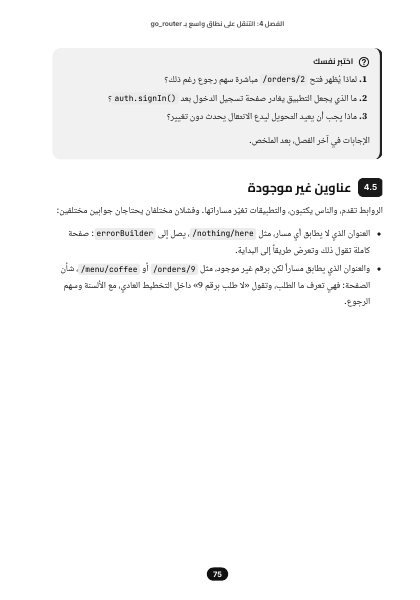 الفصل 4: التنقل على نطاق واسع بـ go_router
اختبر نفسك
1. لماذا يُظهر فتح /orders/2 مباشرة سهم رجوع رغم ذلك؟
2. ما الذي يجعل التطبيق يغادر صفحة تسجيل الدخول بعد auth.signIn() ؟
3. ماذا يجب أن يعيد التحويل ليدع الانتقال يحدث دون تغيير؟
الإجابات في آخر الفصل، بعد الملخص.
4.5 عناوين غير موجودة
الروابط تقدم، والناس يكتبون، والتطبيقات تغيّر مساراتها. وفشلان مختلفان يحتاجان جوابين مختلفين:
• العنوان الذي لا يطابق أي مسار، مثل /nothing/here، يصل إلى errorBuilder: صفحة
كاملة تقول ذلك وتعرض طريقاً إلى البداية.
• والعنوان الذي يطابق مساراً لكن برقم غير موجود، مثل /orders/9 أو /menu/coffee، شأن
الصفحة: فهي تعرف ما الطلب، وتقول «لا طلب برقم 9» داخل التخطيط العادي، مع الألسنة وسهم
الرجوع.
75